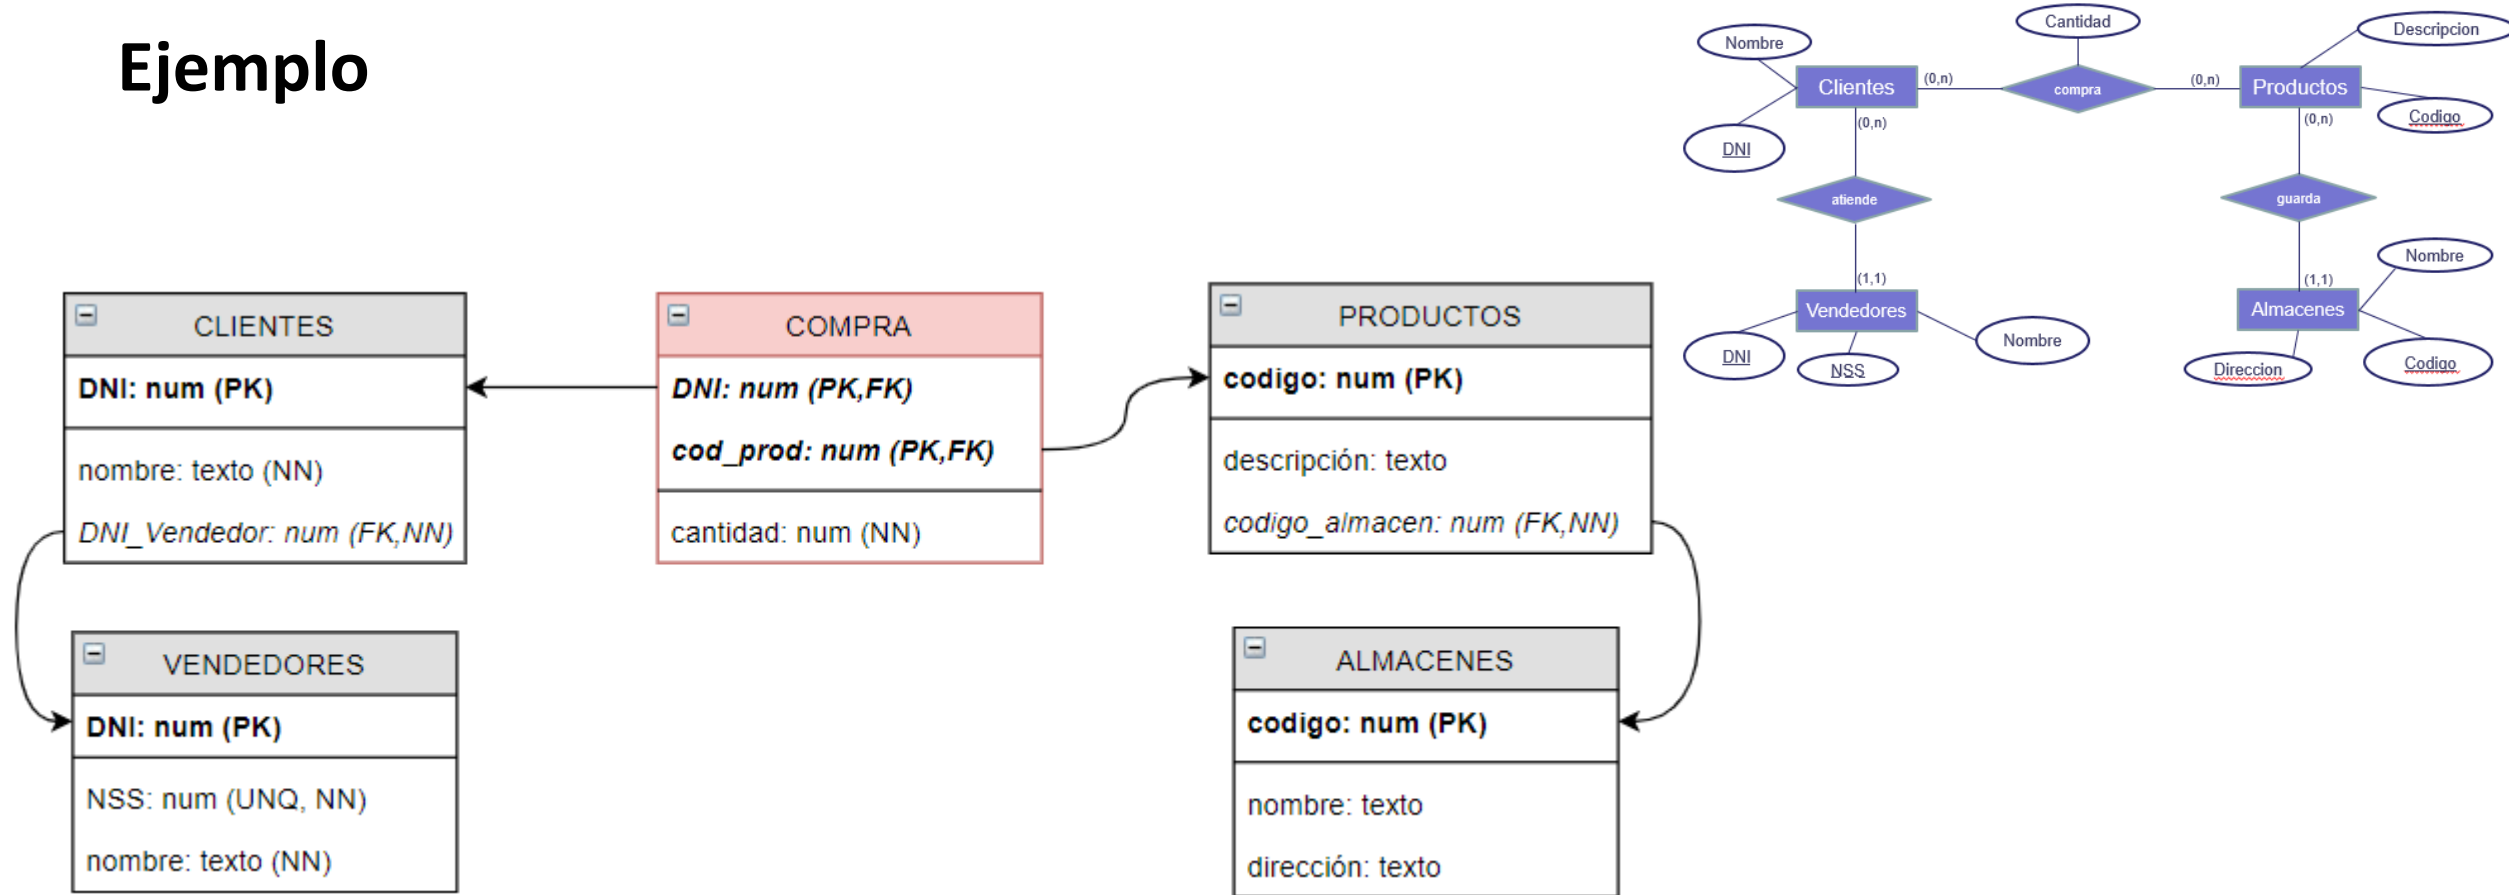 Ejemplo
Cantidad
Descripcion
Nombre
Clientes
(0,n)
compra
(0,n)
Productos
Codigo
DNI
(0,n)
(0,n)
atiende
guarda
Nombre
(1,1)
(1,1)
Vendedores
Almacenes
Nombre
DNI
NSS
Direccion
Codigo
CLIENTES
DNI: num (PK)
nombre: texto (NN)
DNI_Vendedor: num (FK,NN)
COMPRA
DNI: num (PK,FK)
cod_prod: num (PK,FK)
cantidad: num (NN)
PRODUCTOS
codigo: num (PK)
descripción: texto
codigo_almacen: num (FK,NN)
VENDEDORES
DNI: num (PK)
NSS: num (UNQ, NN)
nombre: texto (NN)
ALMACENES
codigo: num (PK)
nombre: texto
dirección: texto